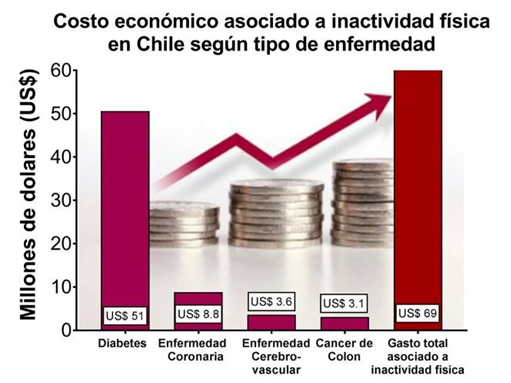 Costo económico asociado a inactividad física
en Chile según tipo de enfermedad
Millones de dolares (US$)
60
50
40
30
20
10
0
US$ 51
US$ 8.8
US$ 3.6
US$ 3.1
US$ 69
Diabetes
Enfermedad
Coronaria
Enfermedad
Cerebro-
vascular
Cancer de
Colon
Gasto total
asociado a
inactividad física